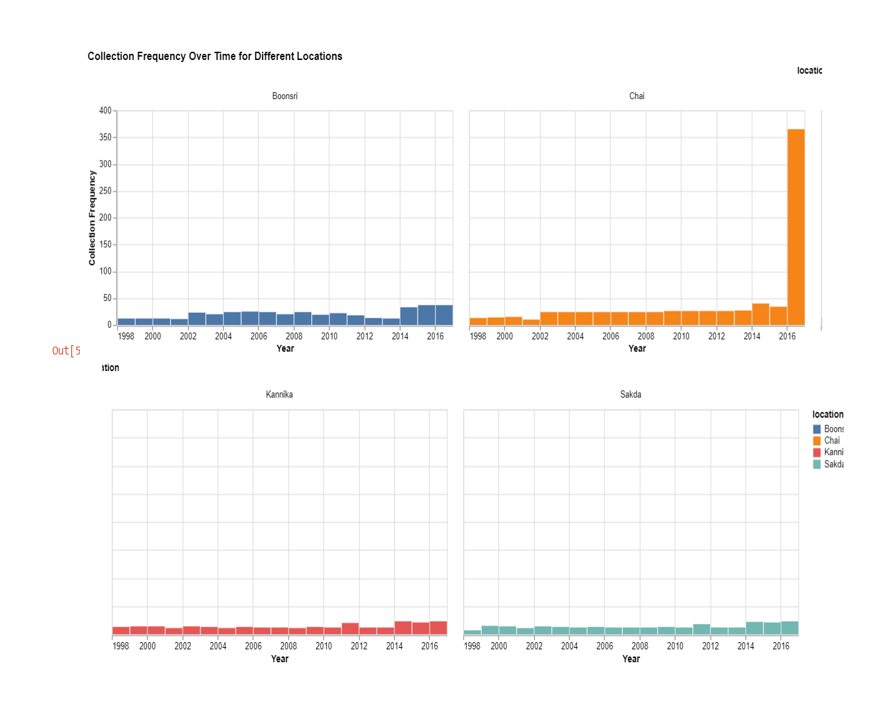 Collection Frequency Over Time for Different Locations
locatic
Boonsri Chai
Collection Frequency
400
350
300
250
200
150
100
50
0
1998 2000 2002 2004 2006 2008 2010 2012 2014 2016
1998 2000 2002 2004 2006 2008 2010 2012 2014 2016
Year Year
Out[5
ation
Kannika Sakda
location
Boons
Chai
Kanni
Sakda
1998 2000 2002 2004 2006 2008 2010 2012 2014 2016
1998 2000 2002 2004 2006 2008 2010 2012 2014 2016
Year Year